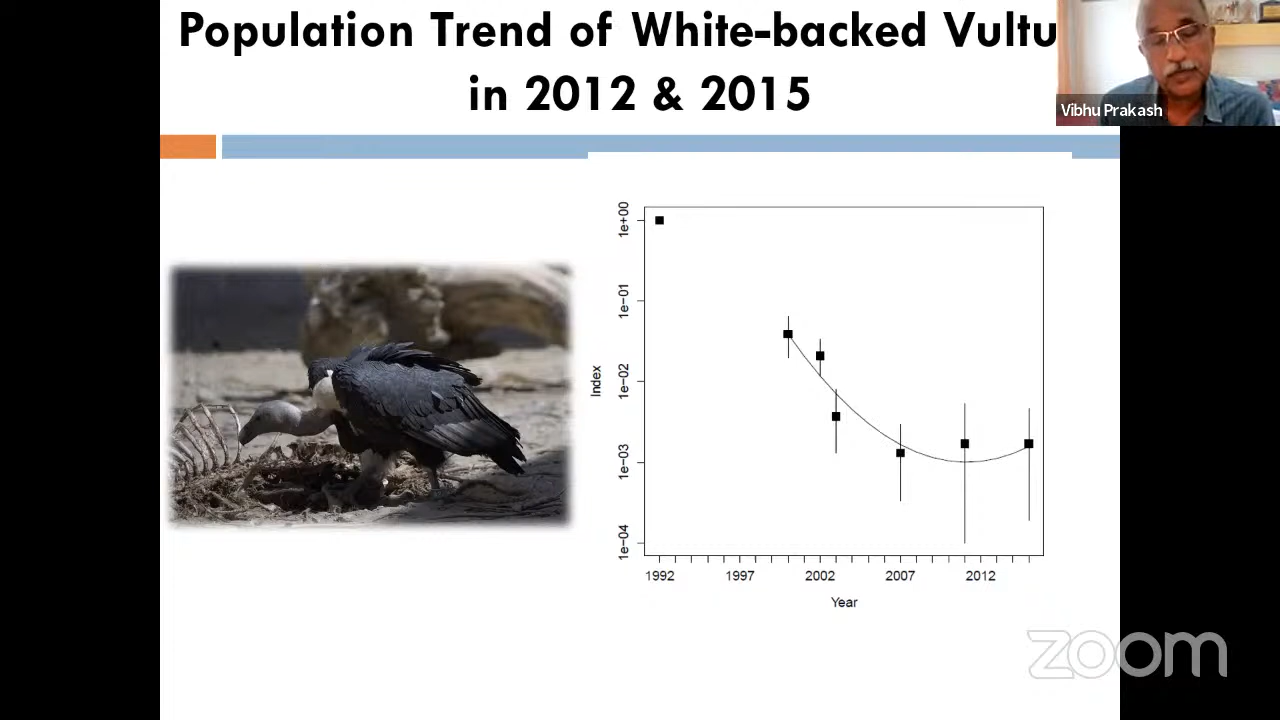 Population Trend of White-backed Vultu
in 2012 & 2015
Vibhu Prakash
1e+00
1e−01
1e−02
1e−03
1e−04
Index
1992 1997 2002 2007 2012
Year
zoom